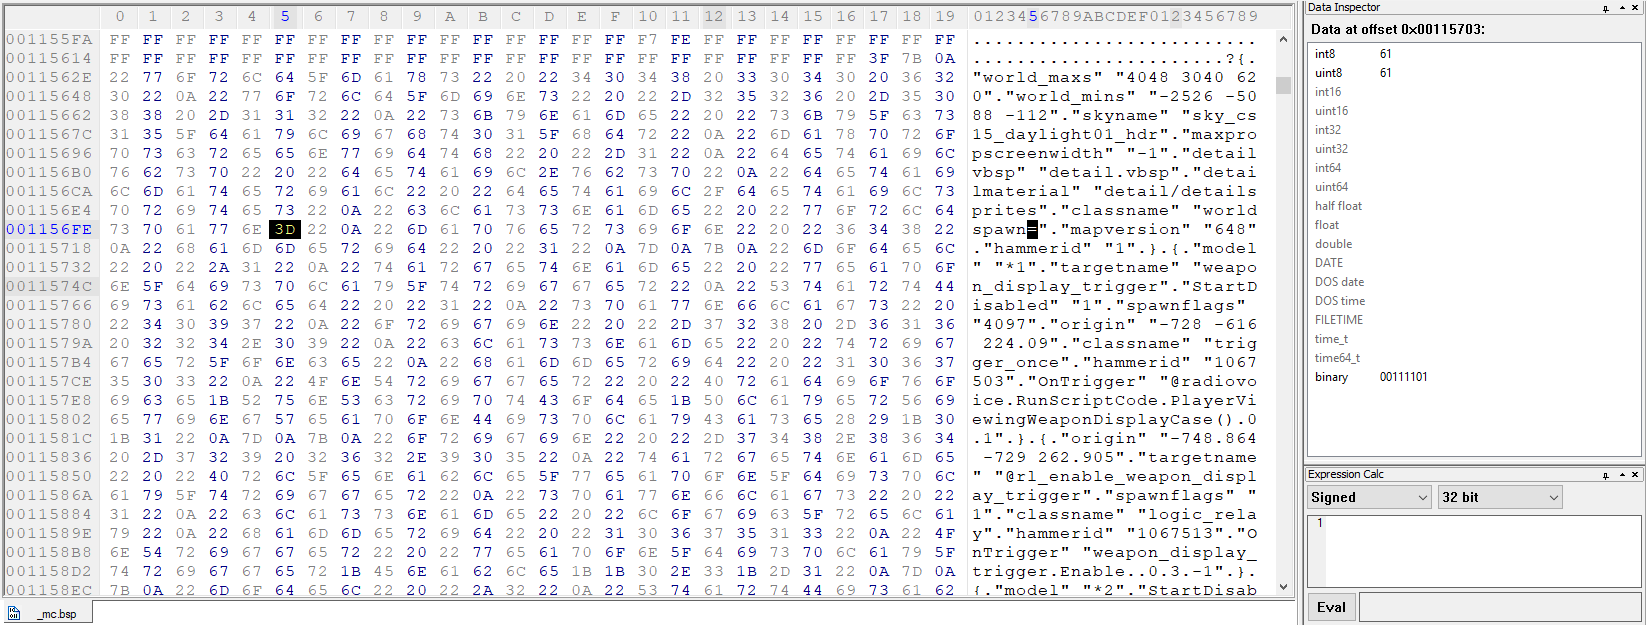 0 1 2 3 4 5 6 7 8 9 A B C D E F 10 11 12 13 14 15 16 17 18 19 0123456789ABCDEF0123456789
001155FA FF FF FF FF FF FF FF FF FF FF FF FF FF FF FF FF F7 FE FF FF FF FF FF FF FF FF ..........................
00115614 FF FF FF FF FF FF FF FF FF FF FF FF FF FF FF FF FF FF FF FF FF FF FF 3F 7B 0A .......................?{.
0011562E 22 77 6F 72 6C 64 5F 6D 61 78 73 22 20 22 34 30 34 38 20 33 30 34 30 20 36 32 "world_maxs" "4048 3040 62
00115648 30 22 0A 22 77 6F 72 6C 64 5F 6D 69 6E 73 22 20 22 2D 32 35 32 36 20 2D 35 30 0"."world_mins" "-2526 -50
00115662 38 38 20 2D 31 31 32 22 0A 22 73 6B 79 6E 61 6D 65 22 20 22 73 6B 79 5F 63 73 88 -112"."skyname" "sky_cs
0011567C 31 35 5F 64 61 79 6C 69 67 68 74 30 31 5F 68 64 72 22 0A 22 6D 61 78 70 72 6F 15_daylight01_hdr"."maxpro
00115696 70 73 63 72 65 65 6E 77 69 64 74 68 22 20 22 2D 31 22 0A 22 64 65 74 61 69 6C pscreenwidth" "-1"."detail
001156B0 76 62 73 70 22 20 22 64 65 74 61 69 6C 2E 76 62 73 70 22 0A 22 64 65 74 61 69 vbsp" "detail.vbsp"."detai
001156CA 6C 6D 61 74 65 72 69 61 6C 22 20 22 64 65 74 61 69 6C 2F 64 65 74 61 69 6C 73 lmaterial" "detail/details
001156E4 70 72 69 74 65 73 22 0A 22 63 6C 61 73 73 6E 61 6D 65 22 20 22 77 6F 72 6C 64 prites"."classname" "world
001156FE 73 70 61 77 6E 3D 22 0A 22 6D 61 70 76 65 72 73 69 6F 6E 22 20 22 36 34 38 22 spawn="."mapversion" "648"
00115718 0A 22 68 61 6D 6D 65 72 69 64 22 20 22 31 22 0A 7D 0A 7B 0A 22 6D 6F 64 65 6C ."hammerid" "1".}.{."model
00115732 22 20 22 2A 31 22 0A 22 74 61 72 67 65 74 6E 61 6D 65 22 20 22 77 65 61 70 6F " "*1"."targetname" "weapo
0011574C 6E 5F 64 69 73 70 6C 61 79 5F 74 72 69 67 67 65 72 22 0A 22 53 74 61 72 74 44 n_display_trigger"."StartD
00115766 69 73 61 62 6C 65 64 22 20 22 31 22 0A 22 73 70 61 77 6E 66 6C 61 67 73 22 20 isabled" "1"."spawnflags" 
00115780 22 34 30 39 37 22 0A 22 6F 72 69 67 69 6E 22 20 22 2D 37 32 38 20 2D 36 31 36 "4097"."origin" "-728 -616
0011579A 20 32 32 34 2E 30 39 22 0A 22 63 6C 61 73 73 6E 61 6D 65 22 20 22 74 72 69 67  224.09"."classname" "trig
001157B4 67 65 72 5F 6F 6E 63 65 22 0A 22 68 61 6D 6D 65 72 69 64 22 20 22 31 30 36 37 ger_once"."hammerid" "1067
001157CE 35 30 33 22 0A 22 4F 6E 54 72 69 67 67 65 72 22 20 22 40 72 61 64 69 6F 76 6F 503"."OnTrigger" "@radiovo
001157E8 69 63 65 1B 52 75 6E 53 63 72 69 70 74 43 6F 64 65 1B 50 6C 61 79 65 72 56 69 ice.RunScriptCode.PlayerVi
00115802 65 77 69 6E 67 57 65 61 70 6F 6E 44 69 73 70 6C 61 79 43 61 73 65 28 29 1B 30 ewingWeaponDisplayCase().0
0011581C 1B 31 22 0A 7D 0A 7B 0A 22 6F 72 69 67 69 6E 22 20 22 2D 37 34 38 2E 38 36 34 .1".}.{."origin" "-748.864
00115836 20 2D 37 32 39 20 32 36 32 2E 39 30 35 22 0A 22 74 61 72 67 65 74 6E 61 6D 65  -729 262.905"."targetname
00115850 22 20 22 40 72 6C 5F 65 6E 61 62 6C 65 5F 77 65 61 70 6F 6E 5F 64 69 73 70 6C " "@rl_enable_weapon_displ
0011586A 61 79 5F 74 72 69 67 67 65 72 22 0A 22 73 70 61 77 6E 66 6C 61 67 73 22 20 22 ay_trigger"."spawnflags" "
00115884 31 22 0A 22 63 6C 61 73 73 6E 61 6D 65 22 20 22 6C 6F 67 69 63 5F 72 65 6C 61 1"."classname" "logic_rela
0011589E 79 22 0A 22 68 61 6D 6D 65 72 69 64 22 20 22 31 30 36 37 35 31 33 22 0A 22 4F y"."hammerid" "1067513"."O
001158B8 6E 54 72 69 67 67 65 72 22 20 22 77 65 61 70 6F 6E 5F 64 69 73 70 6C 61 79 5F nTrigger" "weapon_display_
001158D2 74 72 69 67 67 65 72 1B 45 6E 61 62 6C 65 1B 1B 30 2E 33 1B 2D 31 22 0A 7D 0A trigger.Enable..0.3.-1".}.
001158EC 7B 0A 22 6D 6F 64 65 6C 22 20 22 2A 32 22 0A 22 53 74 61 72 74 44 69 73 61 62 {."model" "*2"."StartDisab
_mc.bsp
Data Inspector
Data at offset 0x00115703:
int8 61
uint8 61
int16
uint16
int32
uint32
int64
uint64
half float
float
double
DATE
DOS date
DOS time
FILETIME
time_t
time64_t
binary 00111101
Expression Calc
Signed 32 bit
1
Eval